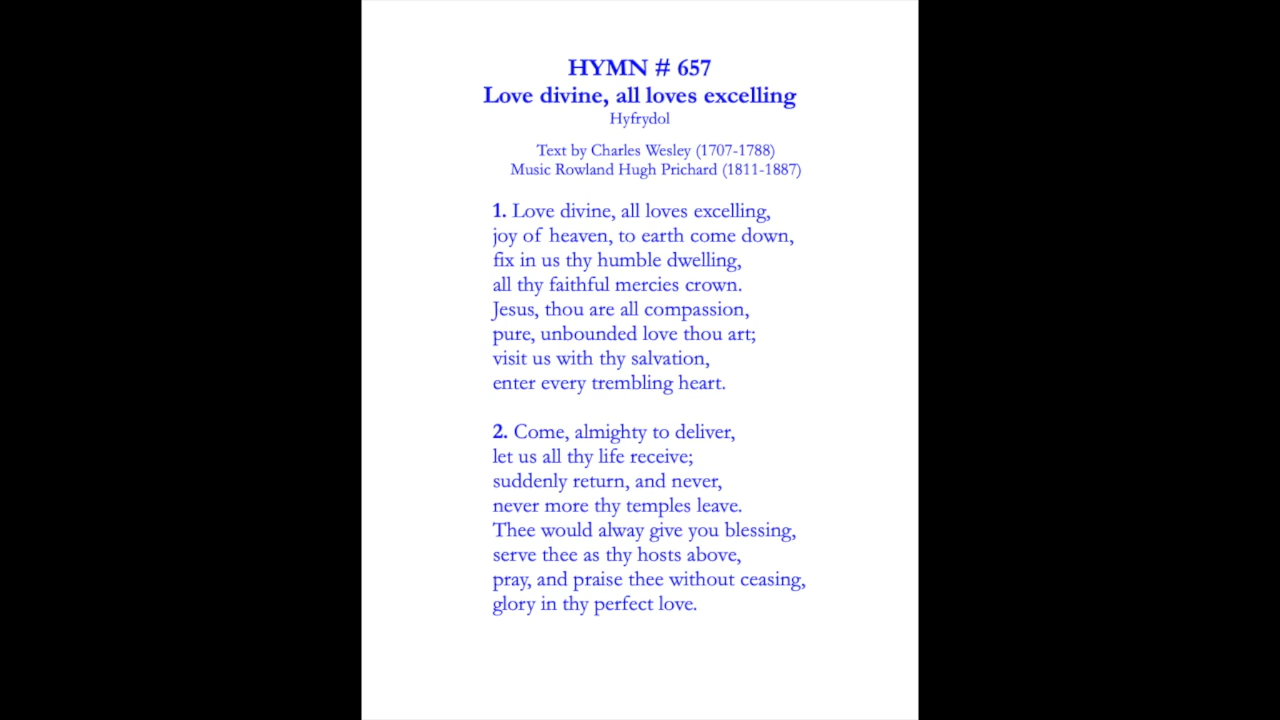 HYMN # 657
Love divine, all loves excelling
Hyfrydol
Text by Charles Wesley (1707-1788)
Music Rowland Hugh Prichard (1811-1887)
1. Love divine, all loves excelling,
joy of heaven, to earth come down,
fix in us thy humble dwelling,
all thy faithful mercies crown.
Jesus, thou are all compassion,
pure, unbounded love thou art;
visit us with thy salvation,
enter every trembling heart.
2. Come, almighty to deliver,
let us all thy life receive;
suddenly return, and never,
never more thy temples leave.
Thee would alway give you blessing,
serve thee as thy hosts above,
pray, and praise thee without ceasing,
glory in thy perfect love.